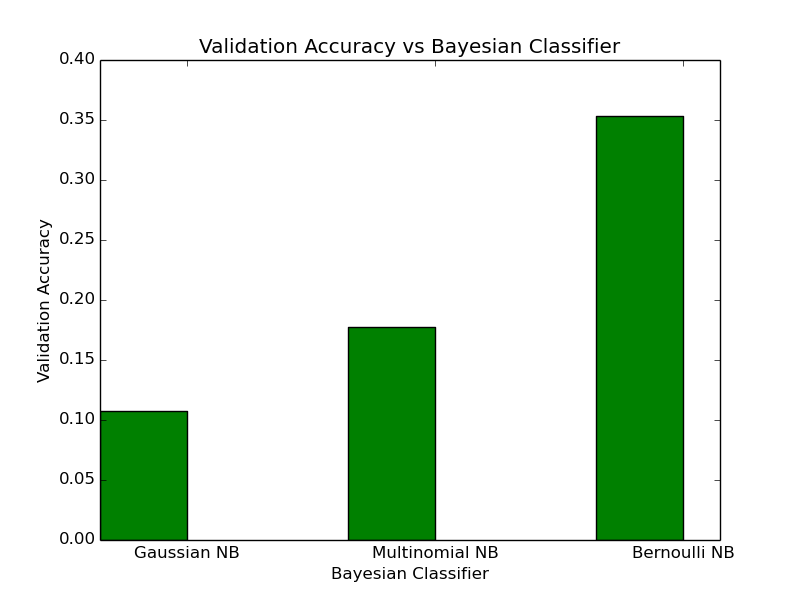 Validation Accuracy vs Bayesian Classifier
0.40
0.35
0.30
0.25
0.20
0.15
0.10
0.05
0.00
Validation Accuracy
Gaussian NB Multinomial NB Bernoulli NB
Bayesian Classifier